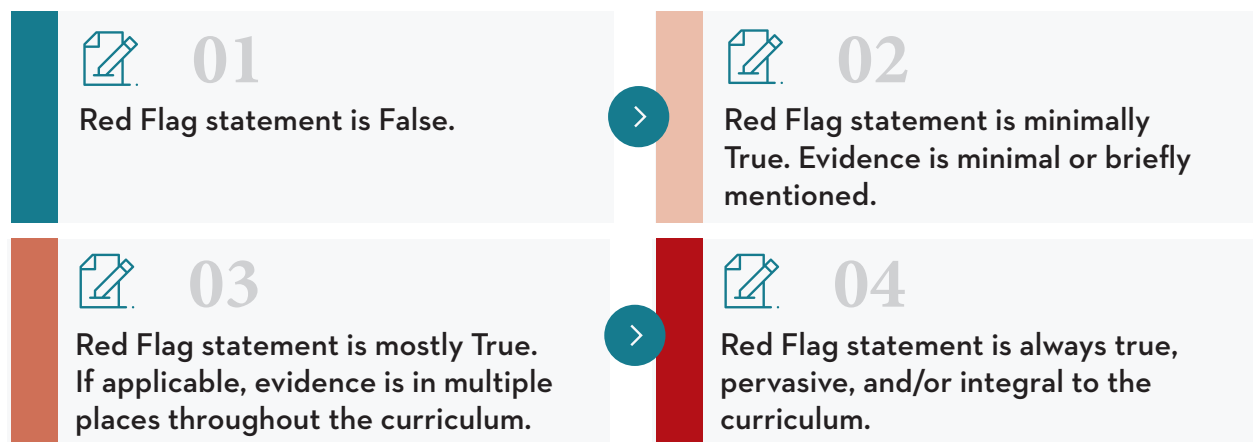 01
Red Flag statement is False.
02
Red Flag statement is minimally
True. Evidence is minimal or briefly
mentioned.
03
Red Flag statement is mostly True.
If applicable, evidence is in multiple
places throughout the curriculum.
04
Red Flag statement is always true,
pervasive, and/or integral to the
curriculum.